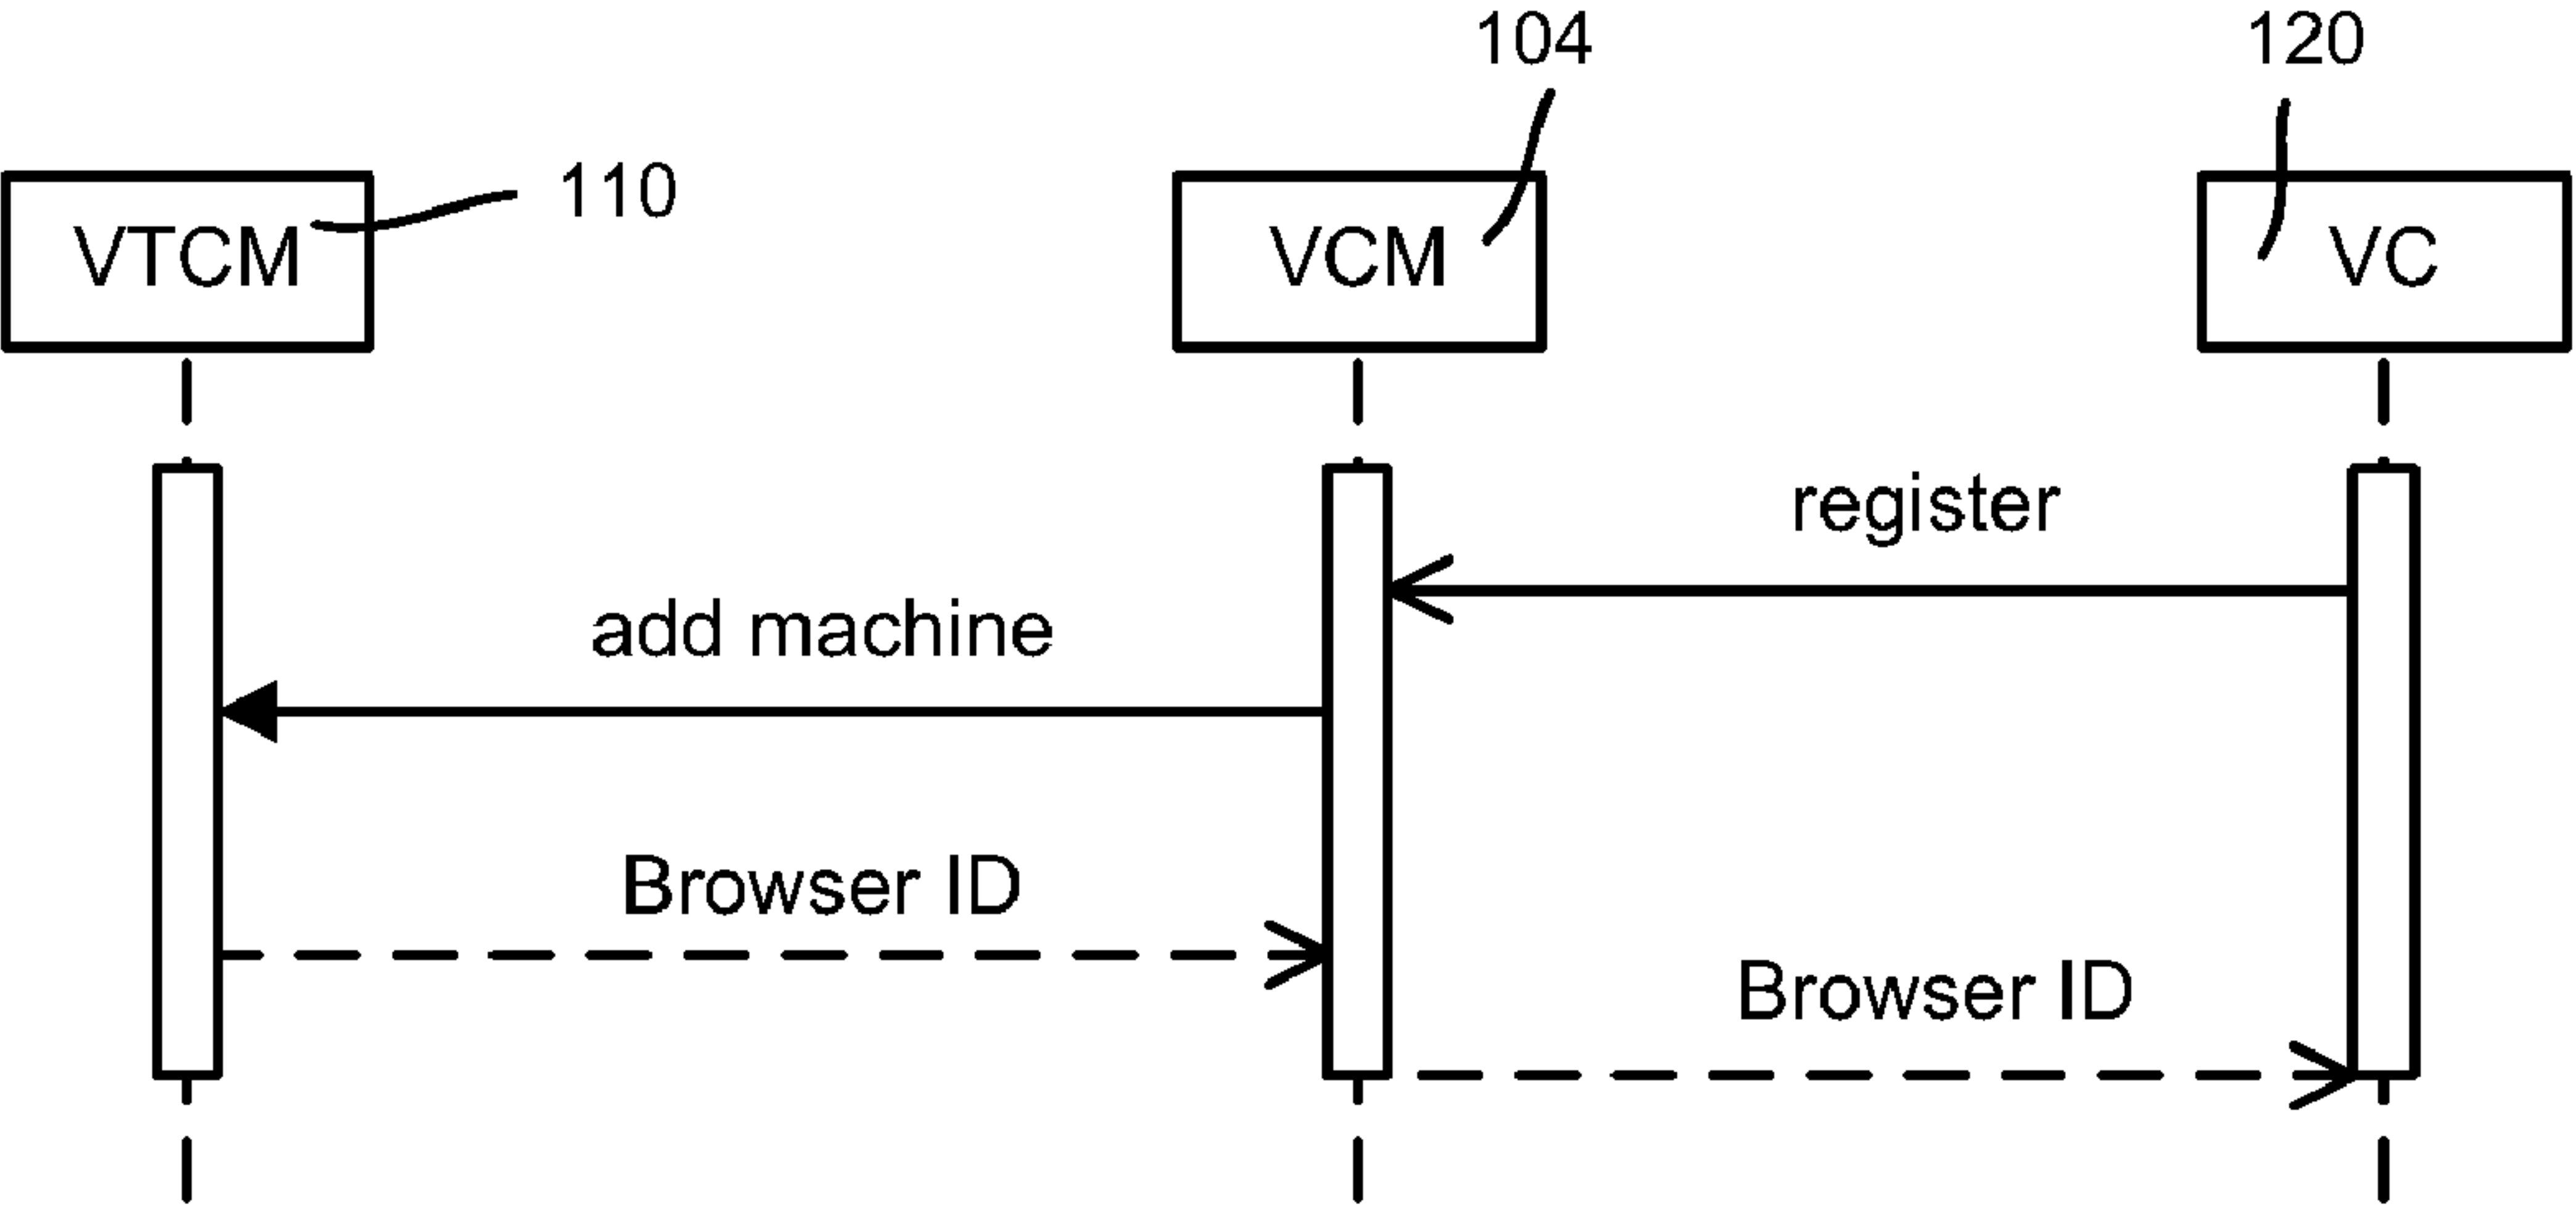 104
120
110
VTCM
VCM
VC
register
add machine
Browser ID
Browser ID